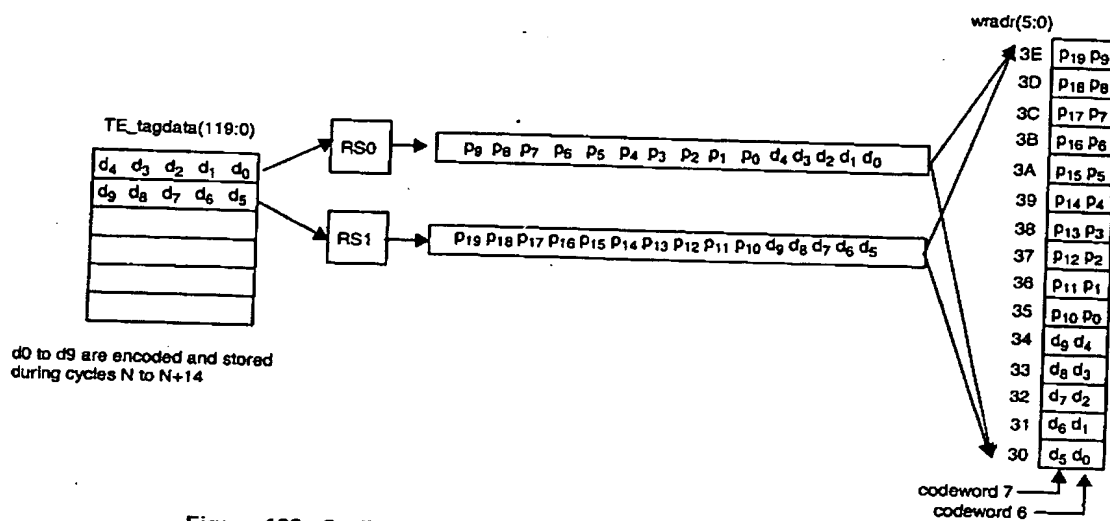 wradr(5:0)
3E p19 p9
3D p18 p8
3C p17 p7
3B p16 p6
3A p15 p5
39 p14 p4
38 p13 p3
37 p12 p2
36 p11 p1
35 p10 p0
34 d9 d4
33 d8 d3
32 d7 d2
31 d6 d1
30 d5 d0
codeword 7
codeword 6
TE_tagdata(119:0)
d4 d3 d2 d1 d0
d9 d8 d7 d6 d5
RS0
p9 p8 p7 p6 p5 p4 p3 p2 p1 p0 d4 d3 d2 d1 d0
RS1
p19 p18 p17 p16 p15 p14 p13 p12 p11 p10 d9 d8 d7 d6 d5
d0 to d9 are encoded and stored
during cycles N to N+14